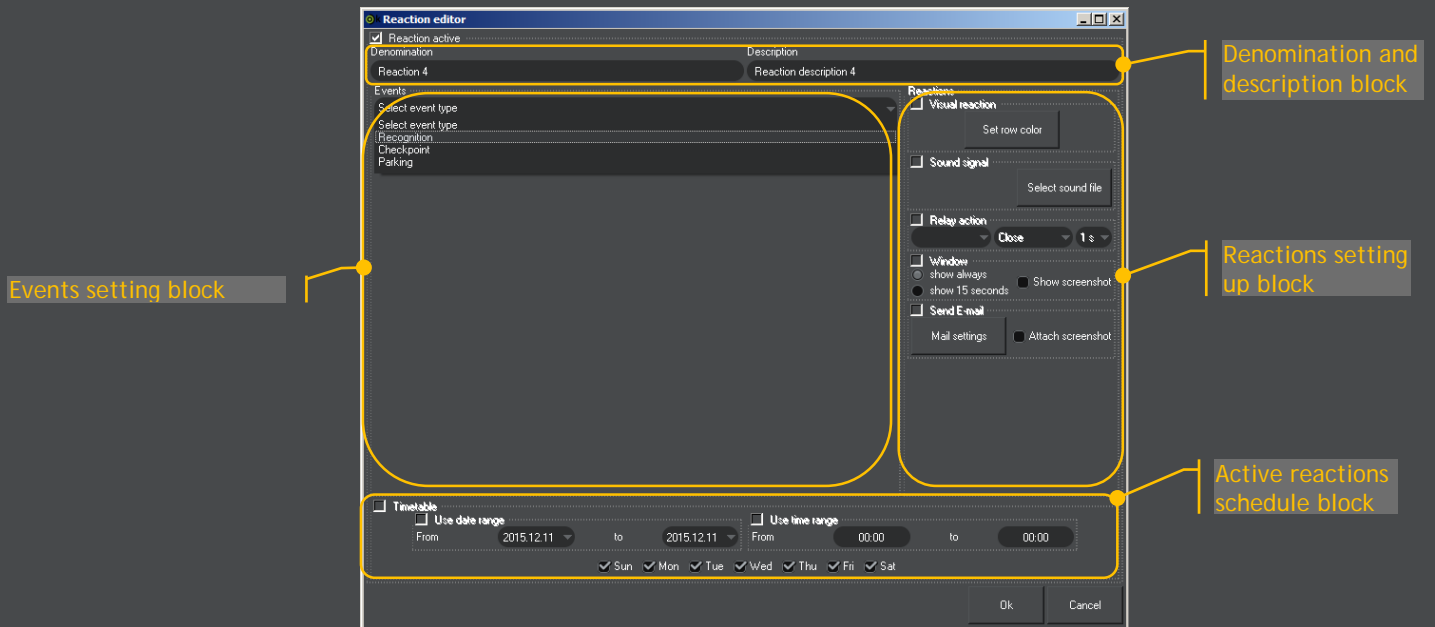 Reaction editor
Reaction active
Denomination Description
Reaction 4 Reaction description 4
Denomination and
description block
Events
Select event type
Select event type
Recognition
Checkpoint
Parking
Events setting block
Reactions
Visual reaction
Set row color
Sound signal
Select sound file
Relay action
Close 1 s
Window
show always
show 15 seconds
Show screenshot
Send E-mail
Mail settings Attach screenshot
Reactions setting
up block
Active reactions
schedule block
Timetable
Use date range Use time range
From 2015.12.11 to 2015.12.11 From 00:00 to 00:00
Sun Mon Tue Wed Thu Fri Sat
Ok Cancel